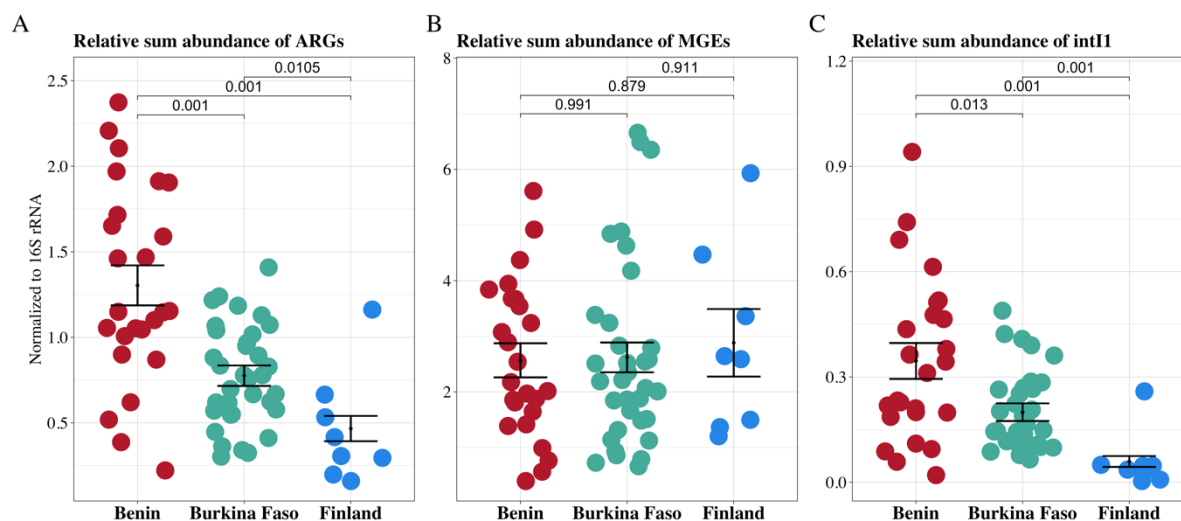 A
Relative sum abundance of ARGs
Normalized to 16S rRNA
2.5
2.0
1.5
1.0
0.5
0.0105
0.001
0.001
Benin Burkina Faso Finland
B
Relative sum abundance of MGEs
8
6
4
2
0.911
0.879
0.991
Benin Burkina Faso Finland
C
Relative sum abundance of intI1
1.2
0.9
0.6
0.3
0.0
0.001
0.001
0.013
Benin Burkina Faso Finland